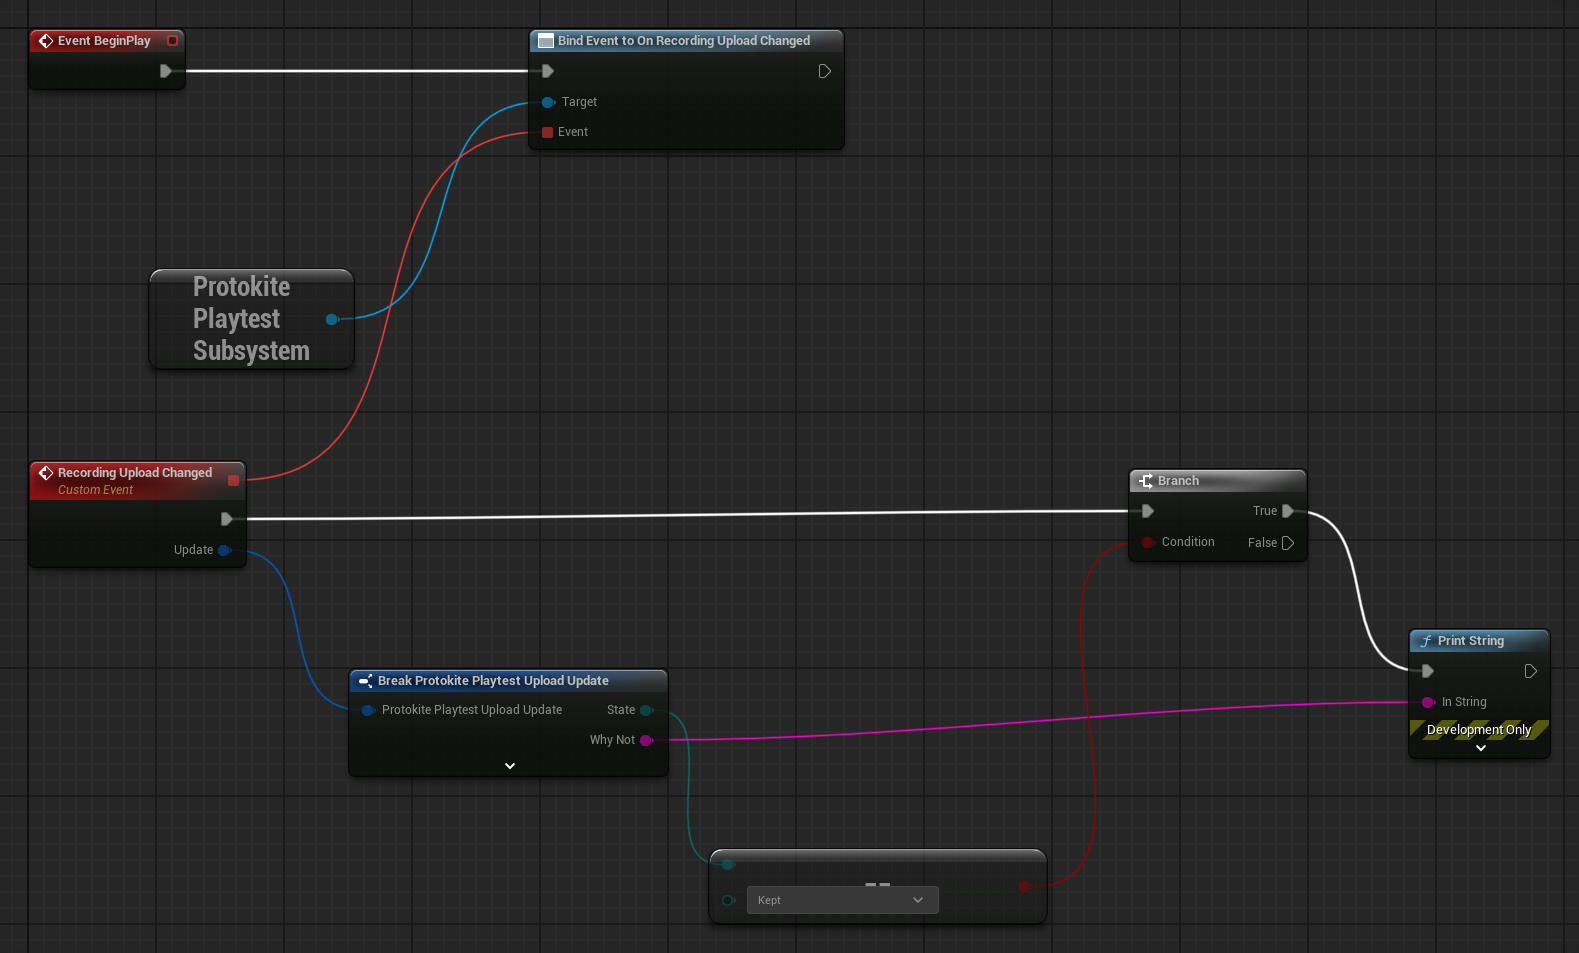 Event BeginPlay
Bind Event to On Recording Upload Changed
Target
Event
Protokite
Playtest
Subsystem
Recording Upload Changed
Custom Event
Update
Branch
True
Condition
False
Break Protokite Playtest Upload Update
Protokite Playtest Upload Update
State
Why Not
Print String
In String
Development Only
==
Kept